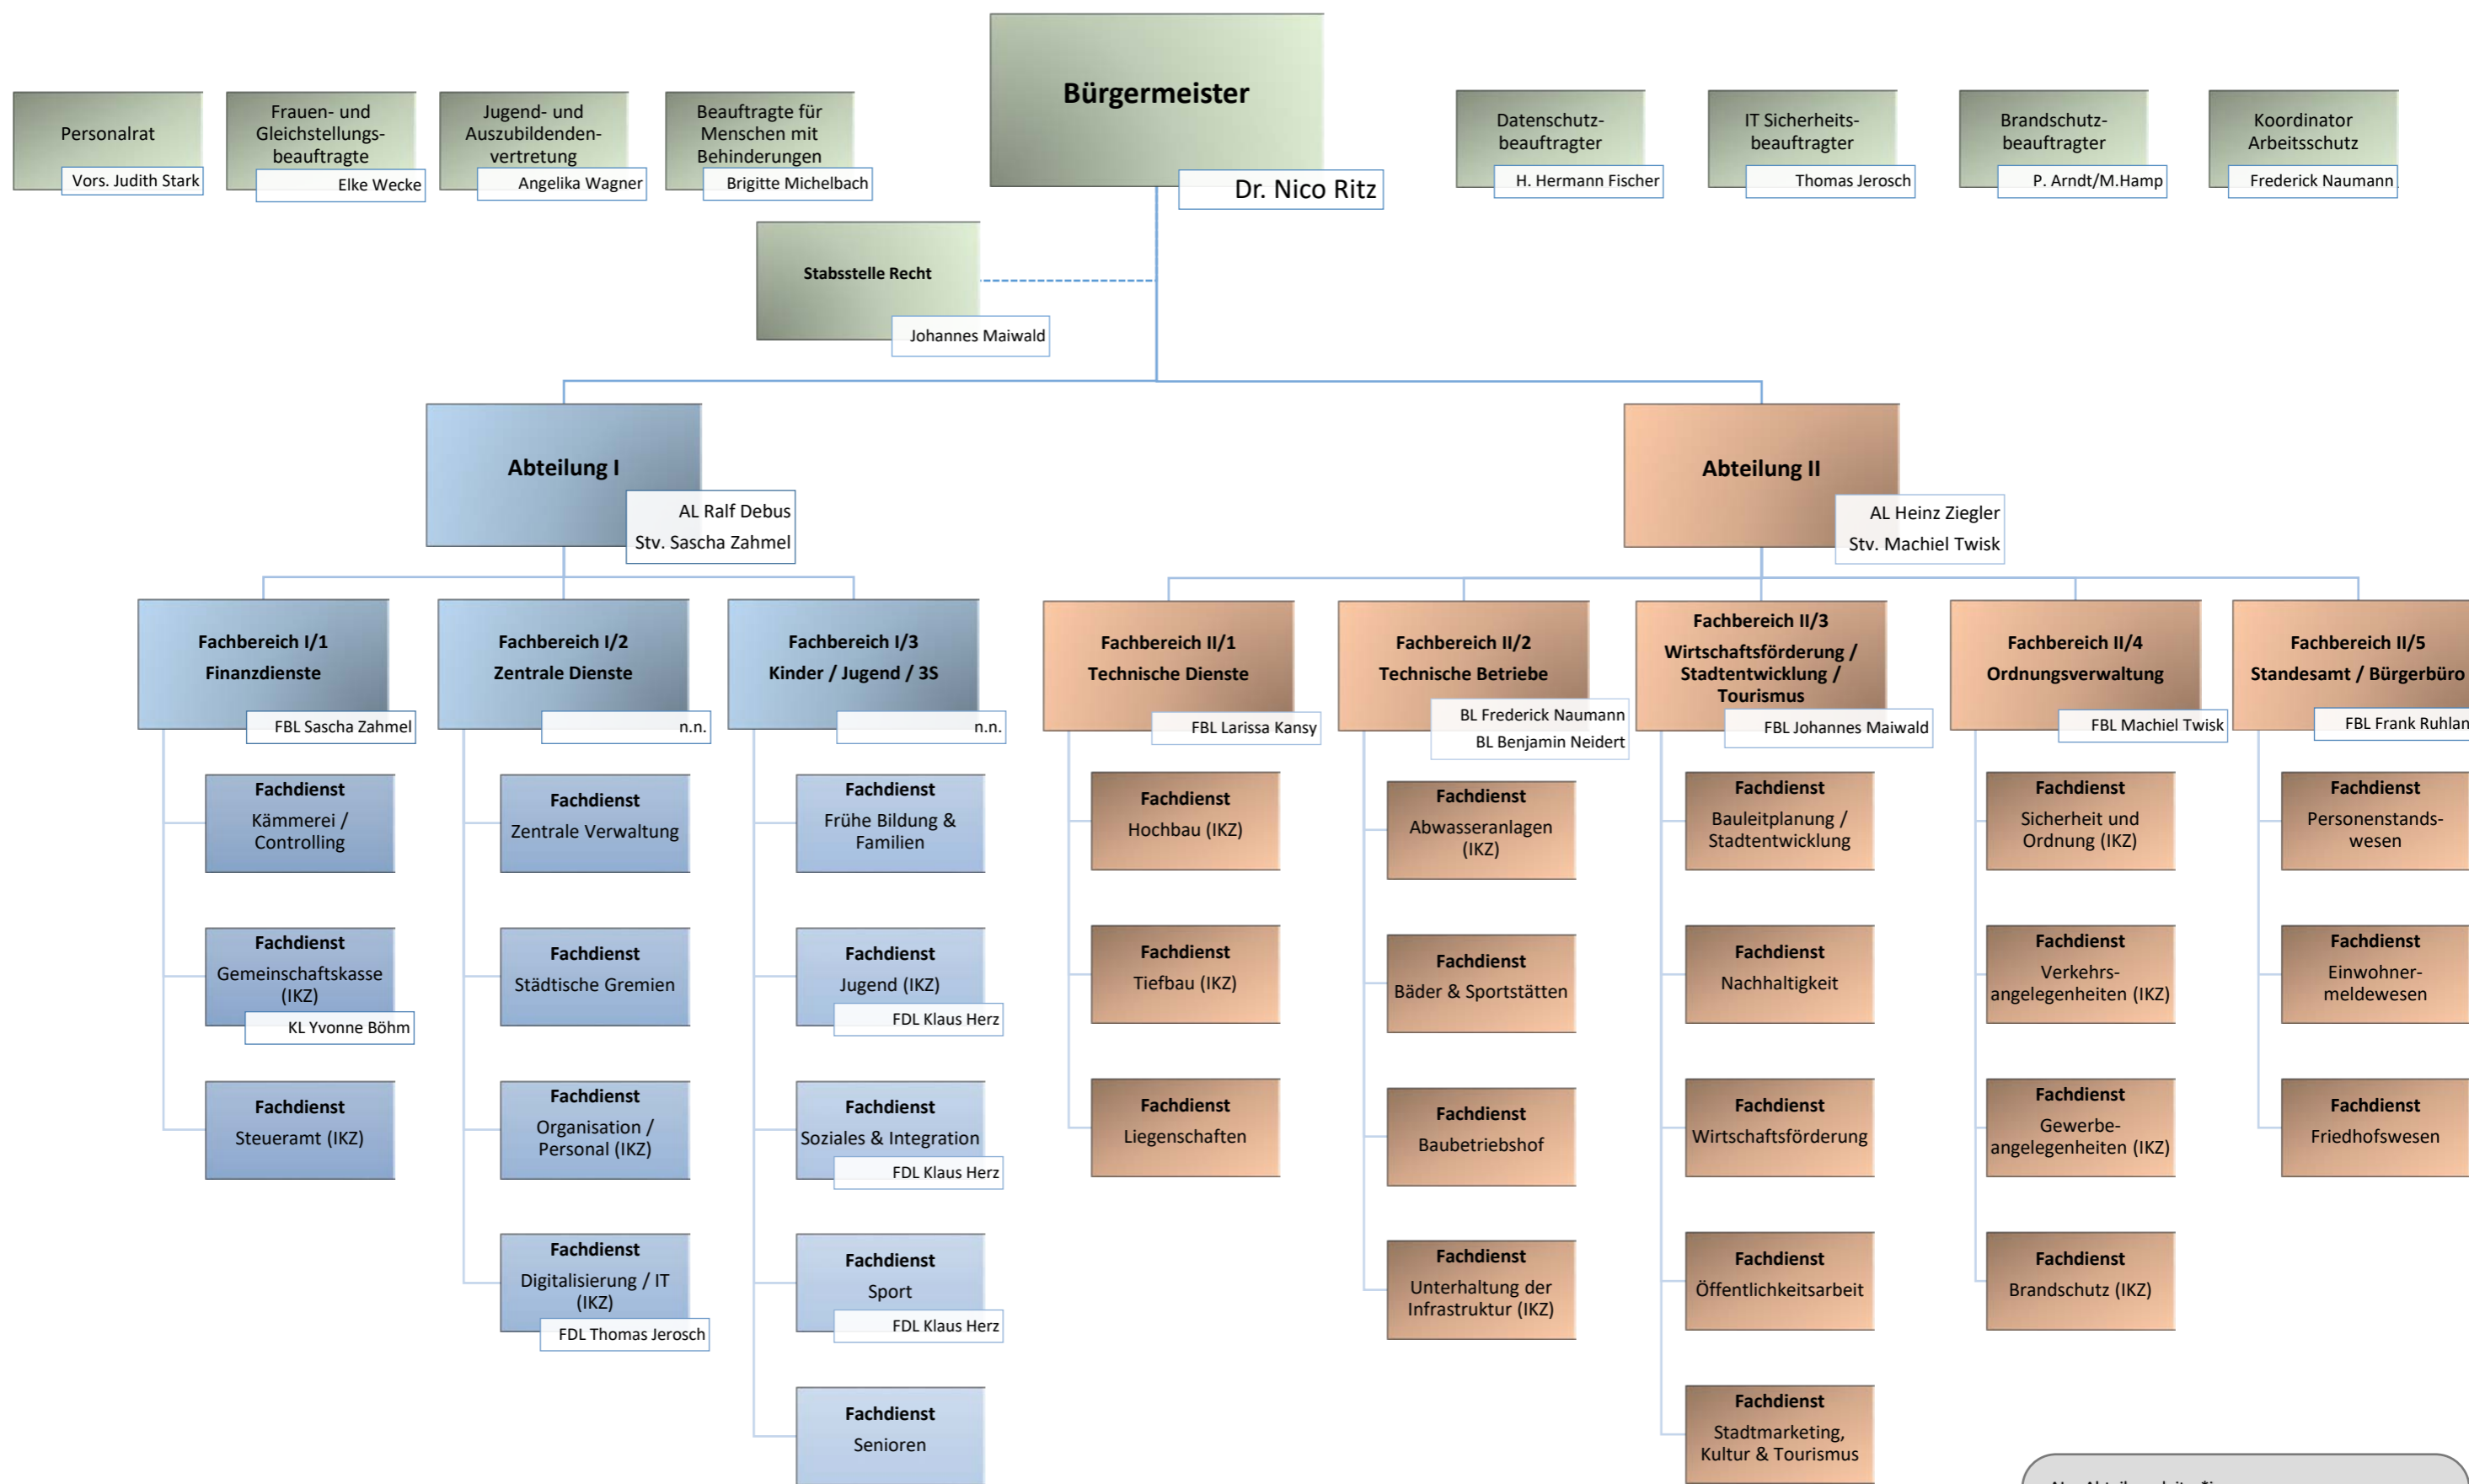 Bürgermeister
Dr. Nico Ritz
Personalrat
Vors. Judith Stark
Frauen- und
Gleichstellungs-
beauftragte
Elke Wecke
Jugend- und
Auszubildenden-
vertretung
Angelika Wagner
Beauftragte für
Menschen mit
Behinderungen
Brigitte Michelbach
Datenschutz-
beauftragter
H. Hermann Fischer
IT Sicherheits-
beauftragter
Thomas Jerosch
Brandschutz-
beauftragter
P. Arndt/M.Hamp
Koordinator
Arbeitsschutz
Frederick Naumann
Stabsstelle Recht
Johannes Maiwald
Abteilung I
AL Ralf Debus
Stv. Sascha Zahmel
Abteilung II
AL Heinz Ziegler
Stv. Machiel Twisk
Fachbereich I/1
Finanzdienste
FBL Sascha Zahmel
Fachdienst
Kämmerei /
Controlling
Fachdienst
Gemeinschaftskasse
(IKZ)
KL Yvonne Böhm
Fachdienst
Steueramt (IKZ)
Fachbereich I/2
Zentrale Dienste
n.n.
Fachdienst
Zentrale Verwaltung
Fachdienst
Städtische Gremien
Fachdienst
Organisation /
Personal (IKZ)
Fachdienst
Digitalisierung / IT
(IKZ)
FDL Thomas Jerosch
Fachbereich I/3
Kinder / Jugend / 3S
n.n.
Fachdienst
Frühe Bildung &
Familien
Fachdienst
Jugend (IKZ)
FDL Klaus Herz
Fachdienst
Soziales & Integration
FDL Klaus Herz
Fachdienst
Sport
FDL Klaus Herz
Fachdienst
Senioren
Fachbereich II/1
Technische Dienste
FBL Larissa Kansy
Fachdienst
Hochbau (IKZ)
Fachdienst
Tiefbau (IKZ)
Fachdienst
Liegenschaften
Fachbereich II/2
Technische Betriebe
BL Frederick Naumann
BL Benjamin Neidert
Fachdienst
Abwasseranlagen
(IKZ)
Fachdienst
Bäder & Sportstätten
Fachdienst
Baubetriebshof
Fachdienst
Unterhaltung der
Infrastruktur (IKZ)
Fachbereich II/3
Wirtschaftsförderung /
Stadtentwicklung /
Tourismus
FBL Johannes Maiwald
Fachdienst
Bauleitplanung /
Stadtentwicklung
Fachdienst
Nachhaltigkeit
Fachdienst
Wirtschaftsförderung
Fachdienst
Öffentlichkeitsarbeit
Fachdienst
Stadtmarketing,
Kultur & Tourismus
Fachbereich II/4
Ordnungsverwaltung
FBL Machiel Twisk
Fachdienst
Sicherheit und
Ordnung (IKZ)
Fachdienst
Verkehrs-
angelegenheiten (IKZ)
Fachdienst
Gewerbe-
angelegenheiten (IKZ)
Fachdienst
Brandschutz (IKZ)
Fachbereich II/5
Standesamt / Bürgerbüro
FBL Frank Ruhlan
Fachdienst
Personenstands-
wesen
Fachdienst
Einwohner-
meldewesen
Fachdienst
Friedhofswesen